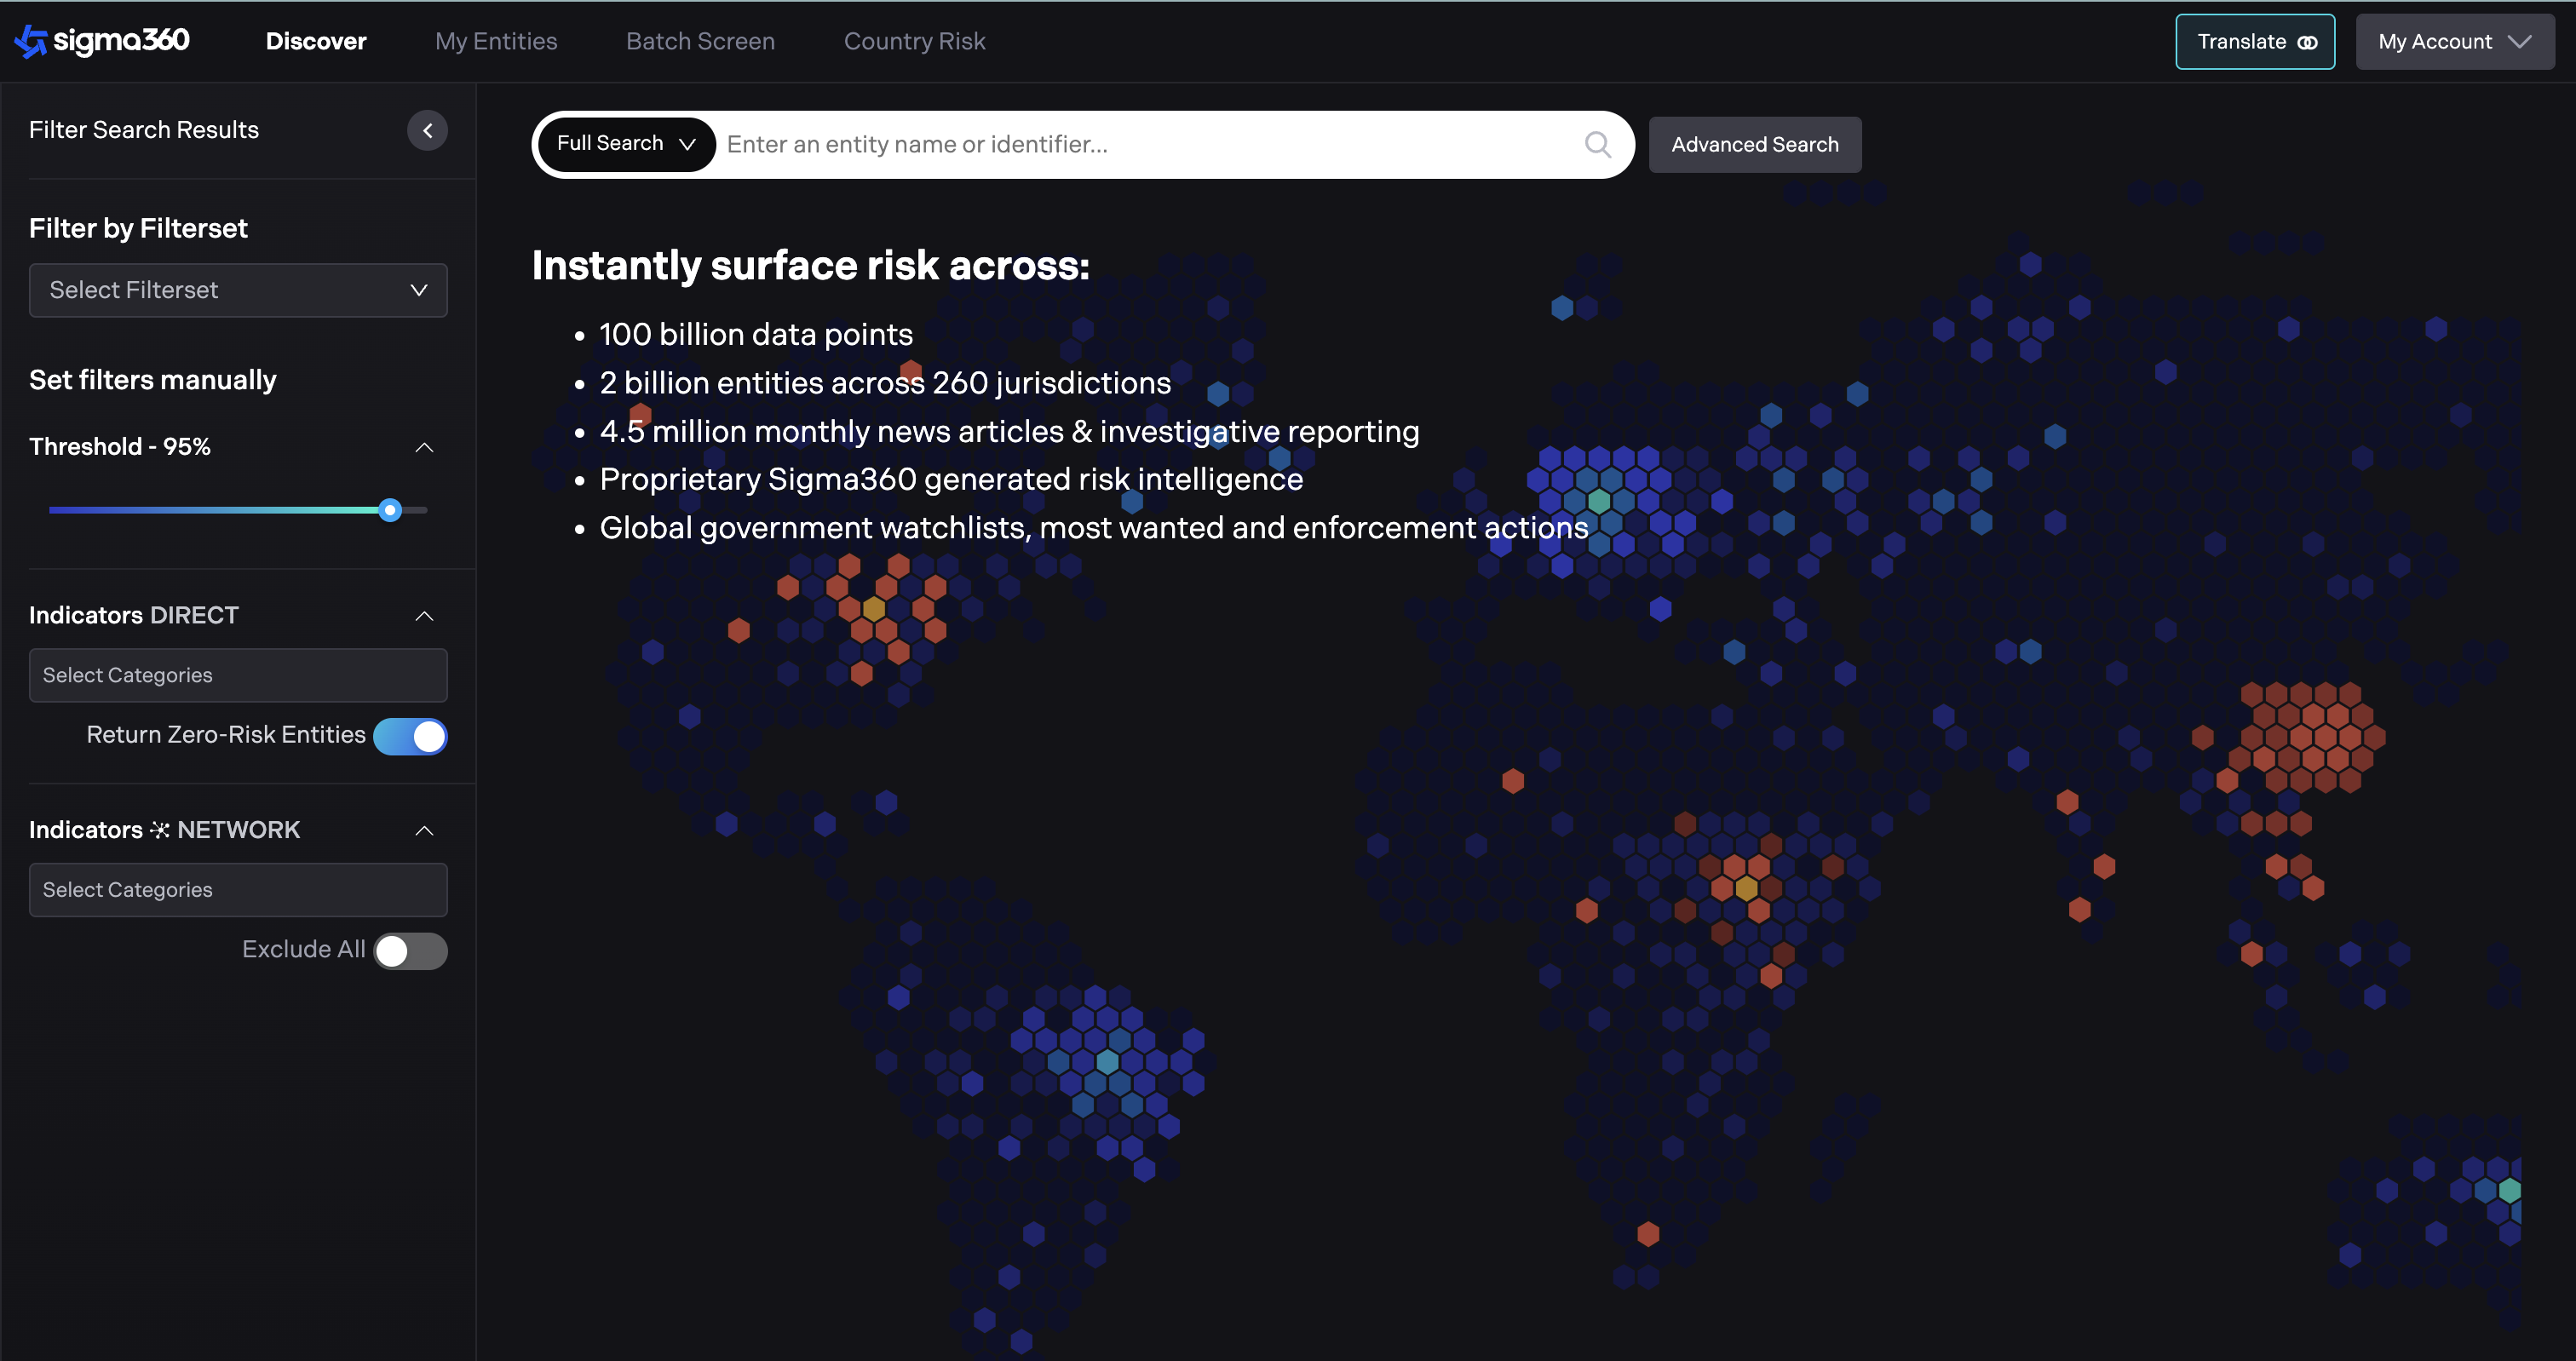 sigma360
Discover
My Entities
Batch Screen
Country Risk
Translate
My Account
Filter Search Results
Filter by Filterset
Select Filterset
Set filters manually
Threshold - 95%
Indicators DIRECT
Select Categories
Return Zero-Risk Entities
Indicators NETWORK
Select Categories
Exclude All
Full Search
Enter an entity name or identifier...
Advanced Search
Instantly surface risk across:
• 100 billion data points
• 2 billion entities across 260 jurisdictions
• 4.5 million monthly news articles & investigative reporting
• Proprietary Sigma360 generated risk intelligence
• Global government watchlists, most wanted and enforcement actions